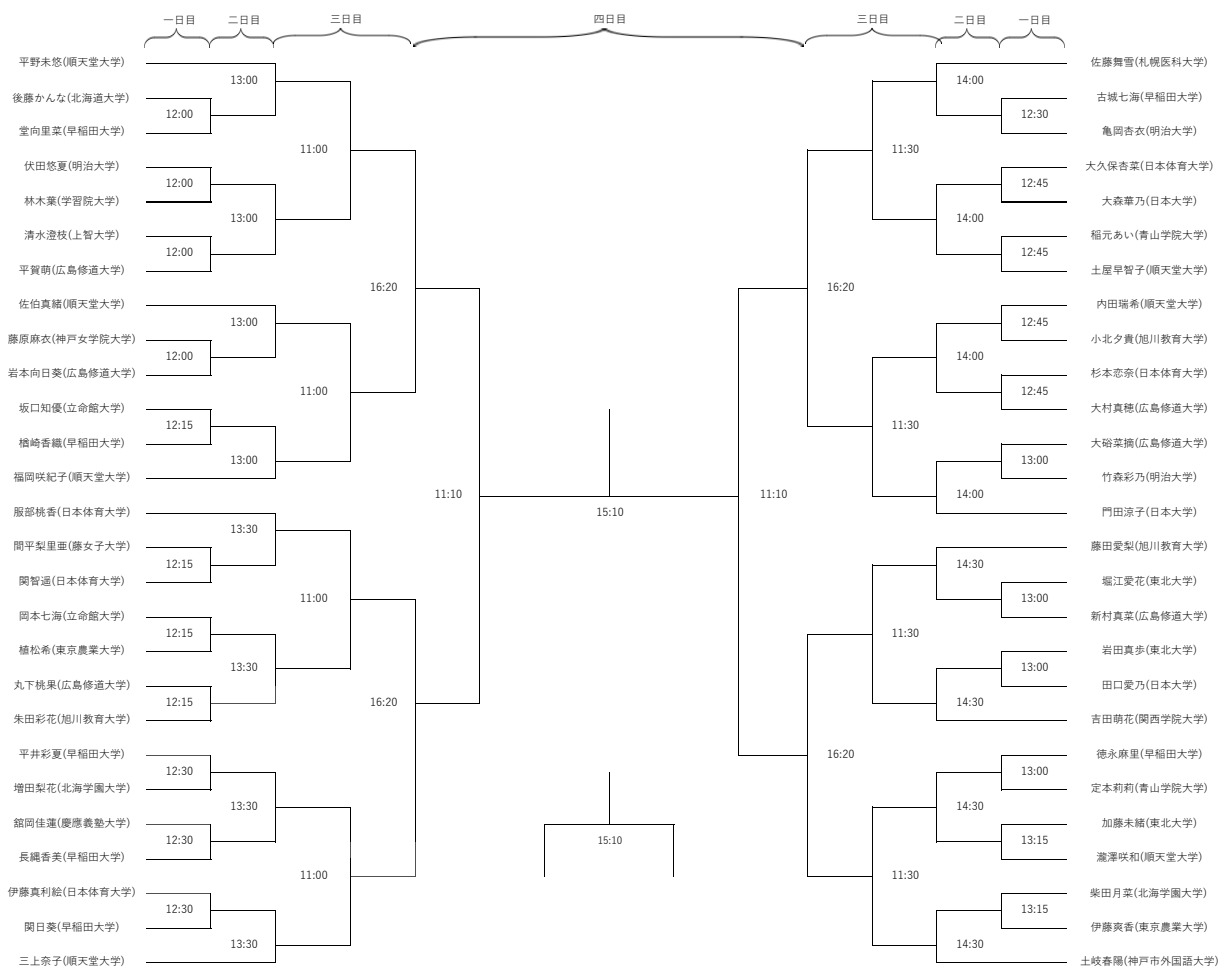 一日目
二日目
三日目
四日目
三日目
二日目
一日目
平野未悠(順天堂大学)
後藤かんな(北海道大学)
堂向里菜(早稲田大学)
伏田悠夏(明治大学)
林木葉(学習院大学)
清水澄枝(上智大学)
平賀萌(広島修道大学)
佐伯真緒(順天堂大学)
藤原麻衣(神戸女学院大学)
岩本向日葵(広島修道大学)
坂口知優(立命館大学)
楢崎香織(早稲田大学)
福岡咲紀子(順天堂大学)
服部桃香(日本体育大学)
間平梨里亜(藤女子大学)
関智遥(日本体育大学)
岡本七海(立命館大学)
植松希(東京農業大学)
丸下桃果(広島修道大学)
朱田彩花(旭川教育大学)
平井彩夏(早稲田大学)
増田梨花(北海学園大学)
舘岡佳蓮(慶應義塾大学)
長縄香美(早稲田大学)
伊藤真利絵(日本体育大学)
関日葵(早稲田大学)
三上奈子(順天堂大学)
12:00
12:00
12:00
12:00
12:15
12:15
12:15
12:15
12:30
12:30
12:30
13:00
13:00
13:00
13:00
13:30
13:30
13:30
13:30
11:00
11:00
11:00
11:00
16:20
16:20
11:10
15:10
15:10
11:10
16:20
16:20
11:30
11:30
11:30
11:30
14:00
14:00
14:00
14:00
14:30
14:30
14:30
14:30
12:30
12:45
12:45
12:45
12:45
13:00
13:00
13:00
13:00
13:15
13:15
佐藤舞雪(札幌医科大学)
古城七海(早稲田大学)
亀岡杏衣(明治大学)
大久保杏菜(日本体育大学)
大森華乃(日本大学)
稲元あい(青山学院大学)
土屋早智子(順天堂大学)
内田瑞希(順天堂大学)
小北夕貴(旭川教育大学)
杉本恋奈(日本体育大学)
大村真穂(広島修道大学)
大硲菜摘(広島修道大学)
竹森彩乃(明治大学)
門田涼子(日本大学)
藤田愛梨(旭川教育大学)
堀江愛花(東北大学)
新村真菜(広島修道大学)
岩田真歩(東北大学)
田口愛乃(日本大学)
吉田萌花(関西学院大学)
徳永麻里(早稲田大学)
定本莉莉(青山学院大学)
加藤未緒(東北大学)
瀧澤咲和(順天堂大学)
柴田月菜(北海学園大学)
伊藤爽香(東京農業大学)
土岐春陽(神戸市外国語大学)